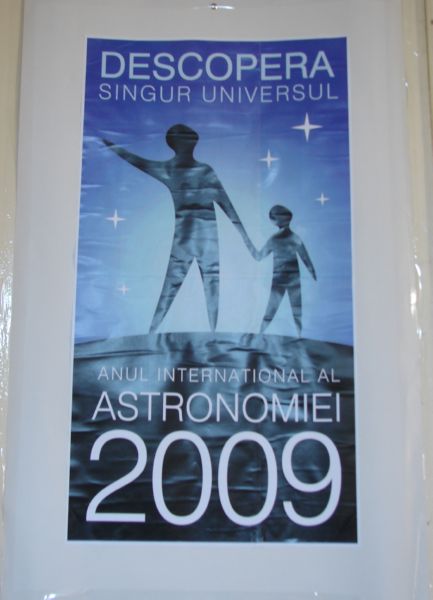 DESCOPERA
SINGUR UNIVERSUL
ANUL INTERNATIONAL AL
ASTRONOMIEI
2009